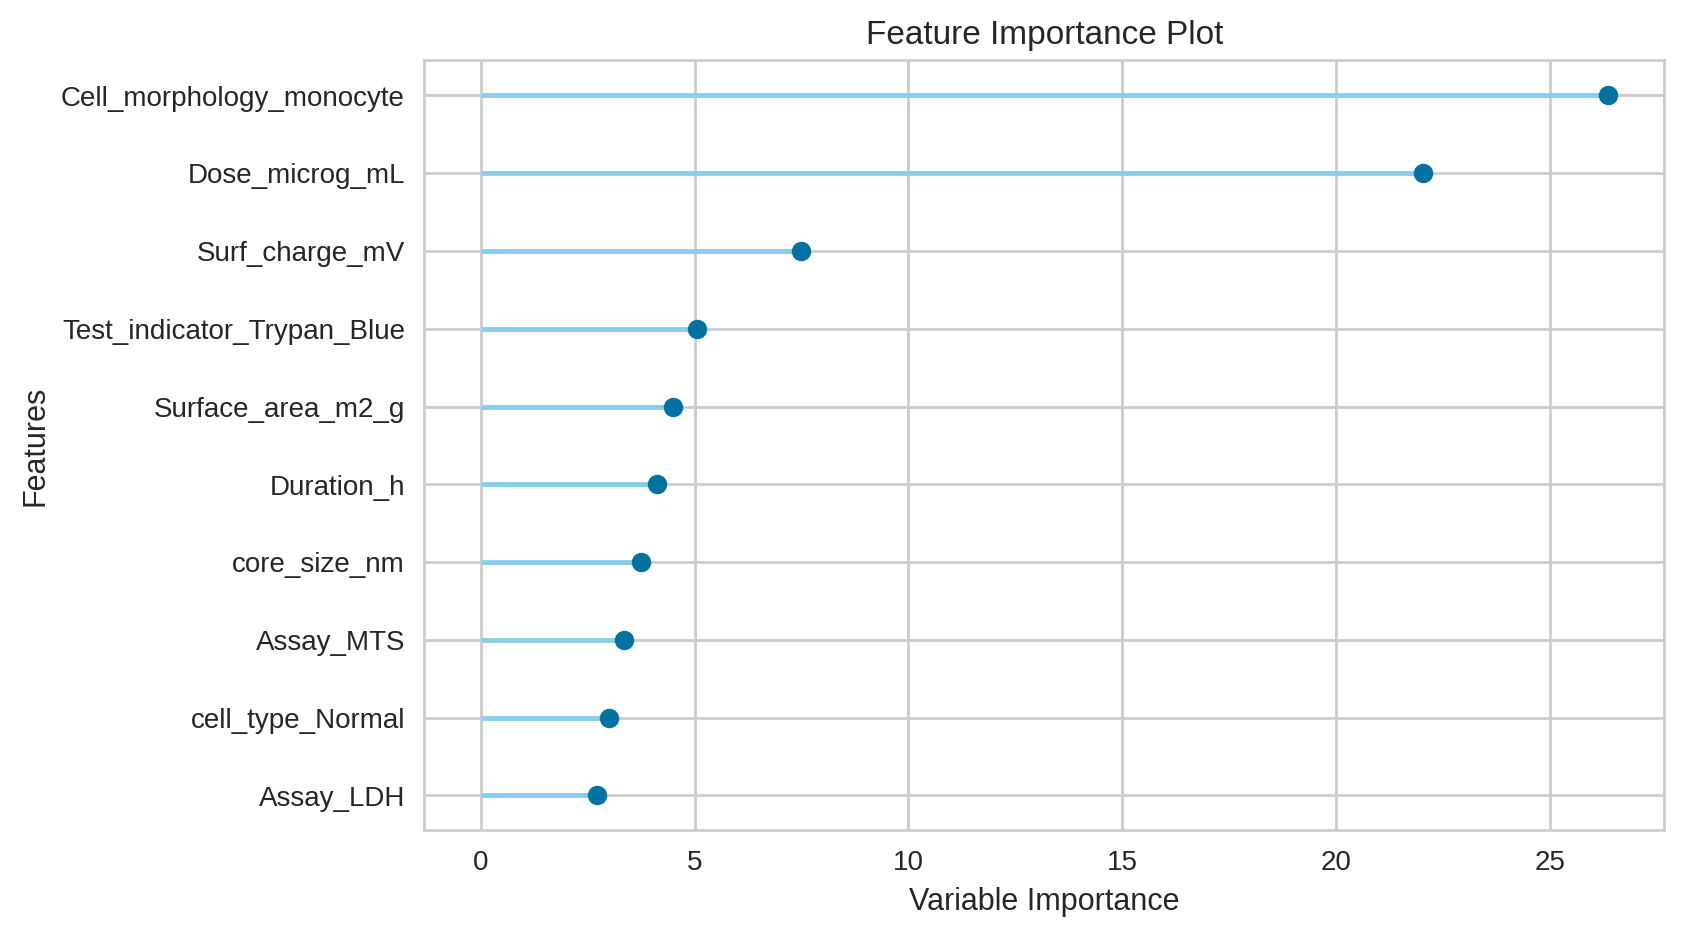 Feature Importance Plot
Cell_morphology_monocyte
Dose_microg_mL
Surf_charge_mV
Test_indicator_Trypan_Blue
Surface_area_m2_g
Duration_h
core_size_nm
Assay_MTS
cell_type_Normal
Assay_LDH
Features
0 5 10 15 20 25
Variable Importance